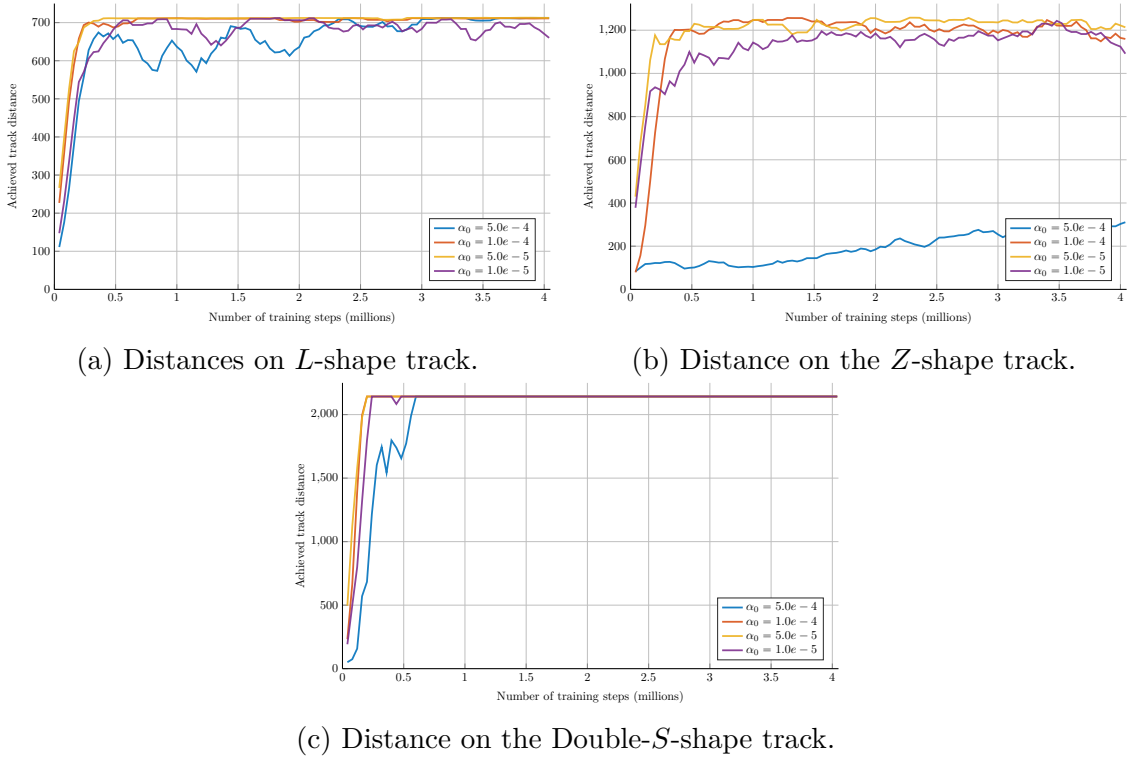 700
600
500
400
300
200
100
0
Achieved track distance
0
0.5
1
1.5
2
2.5
3
3.5
4
Number of training steps (millions)
α₀ = 5.0e − 4
α₀ = 1.0e − 4
α₀ = 5.0e − 5
α₀ = 1.0e − 5
(a) Distances on L-shape track.
1,200
1,000
800
600
400
200
0
Achieved track distance
0
0.5
1
1.5
2
2.5
3
3.5
4
Number of training steps (millions)
α₀ = 5.0e − 4
α₀ = 1.0e − 4
α₀ = 5.0e − 5
α₀ = 1.0e − 5
(b) Distance on the Z-shape track.
2,000
1,500
1,000
500
0
Achieved track distance
0
0.5
1
1.5
2
2.5
3
3.5
4
Number of training steps (millions)
α₀ = 5.0e − 4
α₀ = 1.0e − 4
α₀ = 5.0e − 5
α₀ = 1.0e − 5
(c) Distance on the Double-S-shape track.